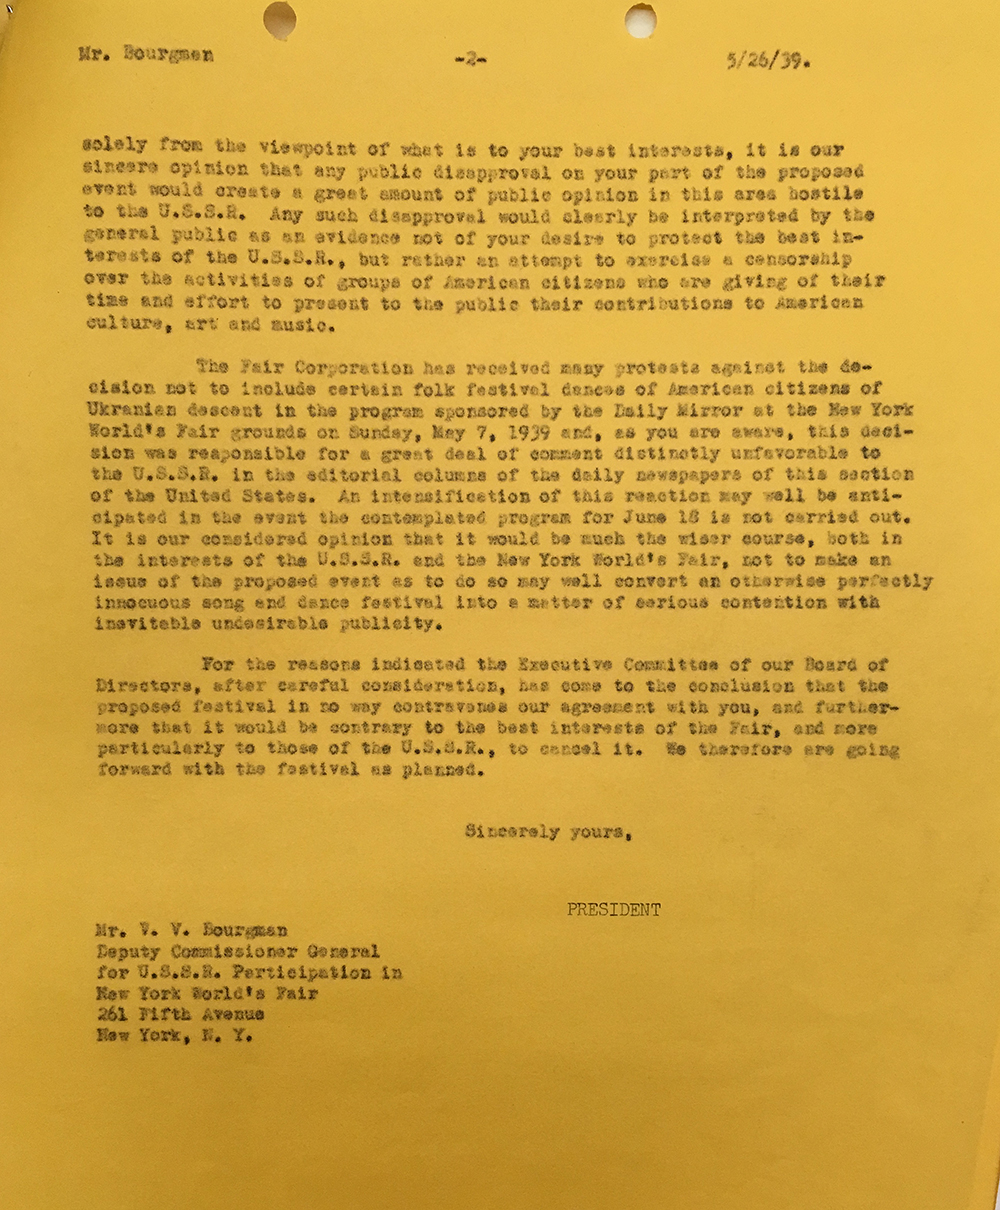 Mr. Bourgman -2- 5/26/39.
solely from the viewpoint of what is to your best interests, it is our
sincere opinion that any public disapproval on your part of the proposed
event would create a great amount of public opinion in this area hostile
to the U.S.S.R. Any such disapproval would clearly be interpreted by the
general public as an evidence not of your desire to protect the best in-
terests of the U.S.S.R., but rather an attempt to exercise a censorship
over the activities of groups of American citizens who are giving of their
time and effort to present to the public their contributions to American
culture, art and music.
The Fair Corporation has received many protests against the de-
cision not to include certain folk festival dances of American citizens of
Ukranian descent in the program sponsored by the Daily Mirror at the New York
World's Fair grounds on Sunday, May 7, 1939 and, as you are aware, this deci-
sion was responsible for a great deal of comment distinctly unfavorable to
the U.S.S.R. in the editorial columns of the daily newspapers of this section
of the United States. An intensification of this reaction may well be anti-
cipated in the event the contemplated program for June 18 is not carried out.
It is our considered opinion that it would be much the wiser course, both in
the interests of the U.S.S.R. and the New York World's Fair, not to make an
issue of the proposed event as to do so may well convert an otherwise perfectly
innocuous song and dance festival into a matter of serious contention with
inevitable undesirable publicity.
For the reasons indicated the Executive Committee of our Board of
Directors, after careful consideration, has come to the conclusion that the
proposed festival in no way contravenes our agreement with you, and further-
more that it would be contrary to the best interests of the Fair, and more
particularly to those of the U.S.S.R., to cancel it. We therefore are going
forward with the festival as planned.
Sincerely yours,
PRESIDENT
Mr. V. V. Bourgman
Deputy Commissioner General
for U.S.S.R. Participation in
New York World's Fair
261 Fifth Avenue
New York, N. Y.